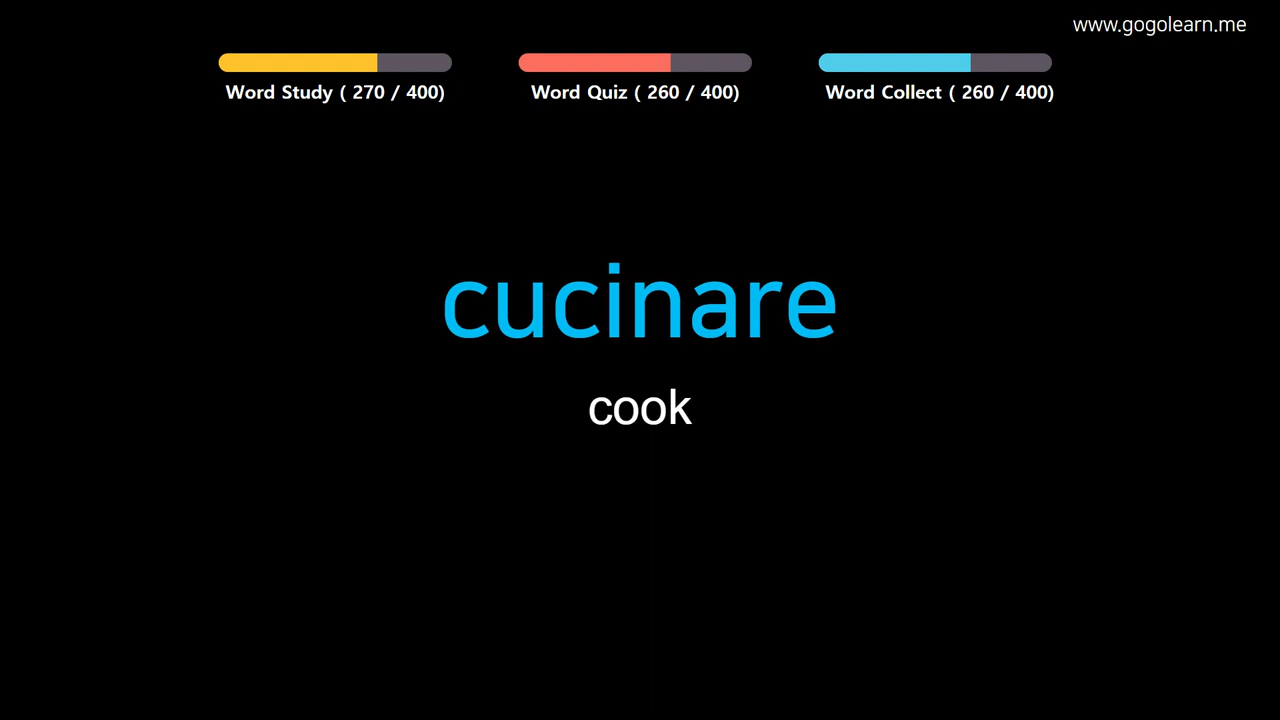 www.gogolearn.me
Word Study ( 270 / 400)
Word Quiz ( 260 / 400)
Word Collect ( 260 / 400)
cucinare
cook